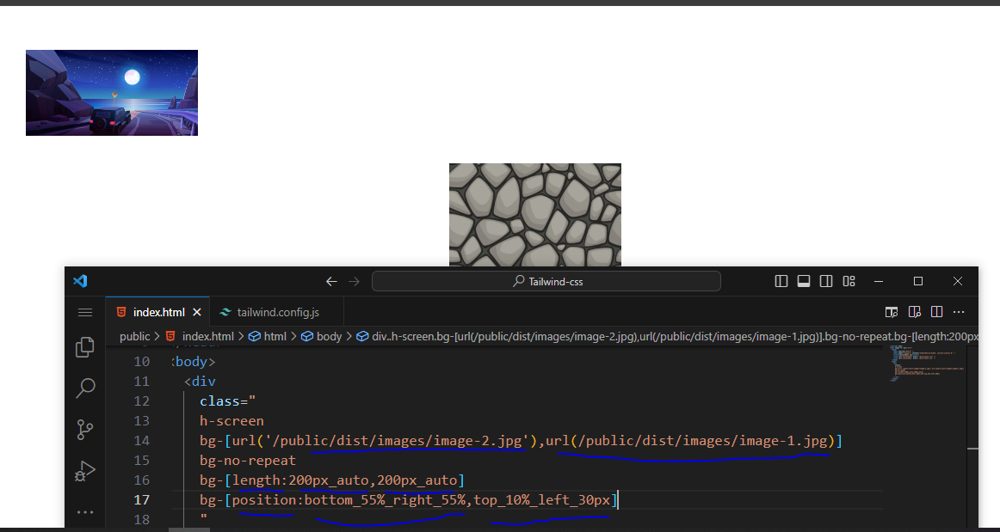 Tailwind-css
index.html
tailwind.config.js
public > index.html > html > body > div..h-screen.bg-[url(/public/dist/images/image-2.jpg),url(/public/dist/images/image-1.jpg)].bg-no-repeat.bg-[length:200px
10 <body>
11 <div
12 class="
13 h-screen
14 bg-[url('/public/dist/images/image-2.jpg'),url(/public/dist/images/image-1.jpg)]
15 bg-no-repeat
16 bg-[length:200px_auto,200px_auto]
17 bg-[position:bottom_55%_right_55%,top_10%_left_30px]
18 "